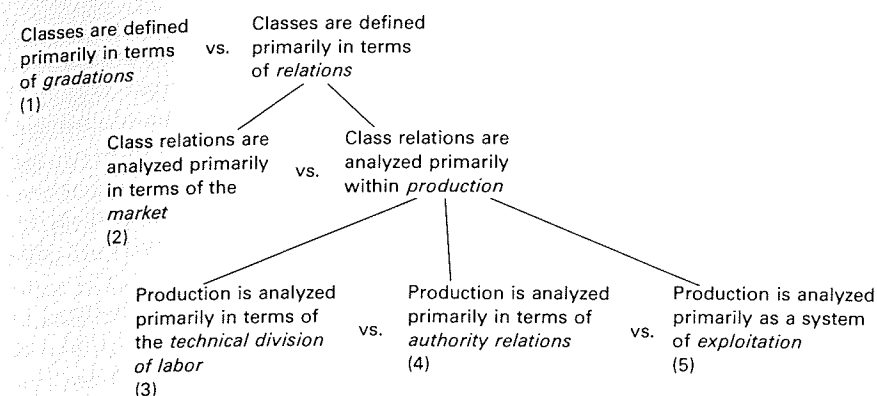 Classes are defined
primarily in terms
of gradations
(1)
vs.
Classes are defined
primarily in terms
of relations
Class relations are
analyzed primarily
in terms of the
market
(2)
vs.
Class relations are
analyzed primarily
within production
Production is analyzed
primarily in terms of
the technical division
of labor
(3)
vs.
Production is analyzed
primarily in terms of
authority relations
(4)
vs.
Production is analyzed
primarily as a system
of exploitation
(5)